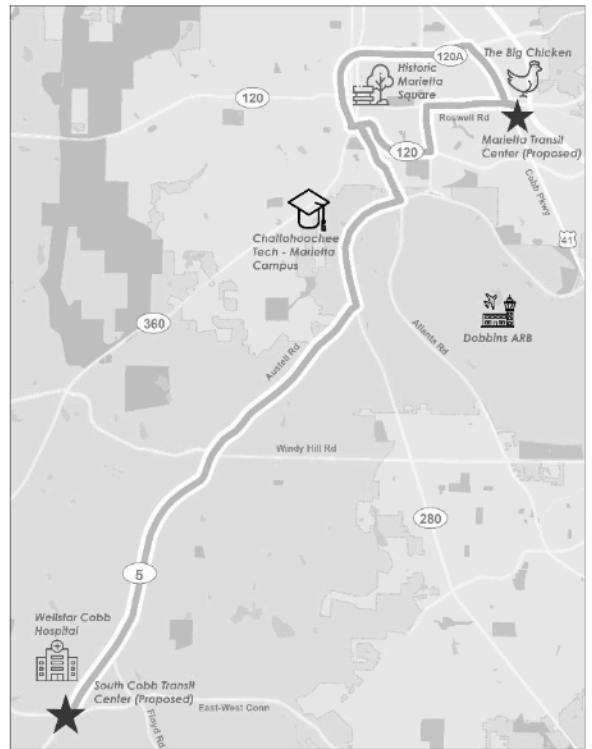 The Big Chicken
120A
Historic
Marietta
Square
120
Roswell Rd
Marietta Transit
Center (Proposed)
120
Cobb Pkwy
Challahoochee
Tech - Marietta
Campus
41
Dobbins ARB
360
Atlanta Rd
Austell Rd
Windy Hill Rd
280
5
Wellstar Cobb
Hospital
South Cobb Transit
Center (Proposed)
East-West Conn
Floyd Rd